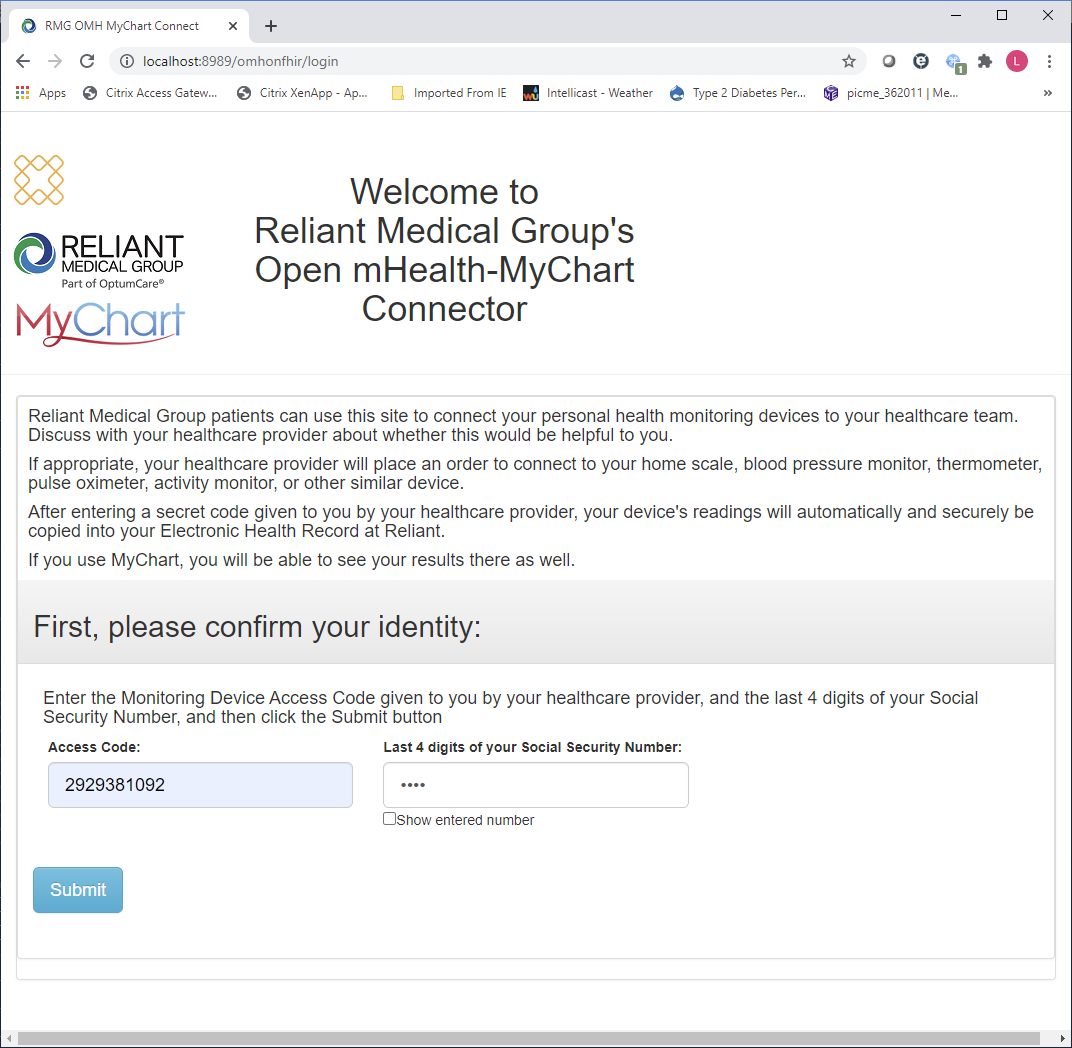 RMG OMH MyChart Connect
localhost:8989/omhonfhir/login
1
L
Apps
Citrix Access Gatew...
Citrix XenApp - Ap...
Imported From IE
wu
Intellicast - Weather
Type 2 Diabetes Per...
picme_362011 | Me...
»
Welcome to
Reliant Medical Group's
Open mHealth-MyChart
Connector
RELIANT
MEDICAL GROUP
Part of OptumCare®
MyChart
Reliant Medical Group patients can use this site to connect your personal health monitoring devices to your healthcare team.
Discuss with your healthcare provider about whether this would be helpful to you.
If appropriate, your healthcare provider will place an order to connect to your home scale, blood pressure monitor, thermometer,
pulse oximeter, activity monitor, or other similar device.
After entering a secret code given to you by your healthcare provider, your device's readings will automatically and securely be
copied into your Electronic Health Record at Reliant.
If you use MyChart, you will be able to see your results there as well.
First, please confirm your identity:
Enter the Monitoring Device Access Code given to you by your healthcare provider, and the last 4 digits of your Social
Security Number, and then click the Submit button
Access Code:
Last 4 digits of your Social Security Number:
2929381092
••••
Show entered number
Submit